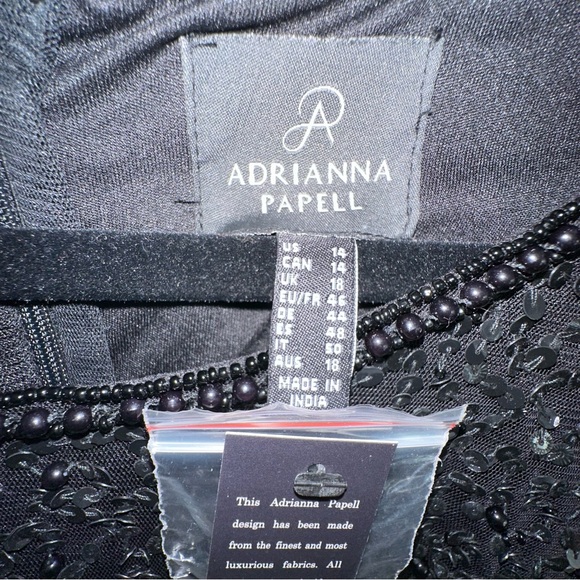 ADRIANNA
PAPELL
US 14
CAN 14
UK 18
EU/FR 46
DE 44
ES 48
IT 50
AUS 18
MADE IN
INDIA
This Adrianna Papell
design has been made
from the finest and most
luxurious fabrics. All